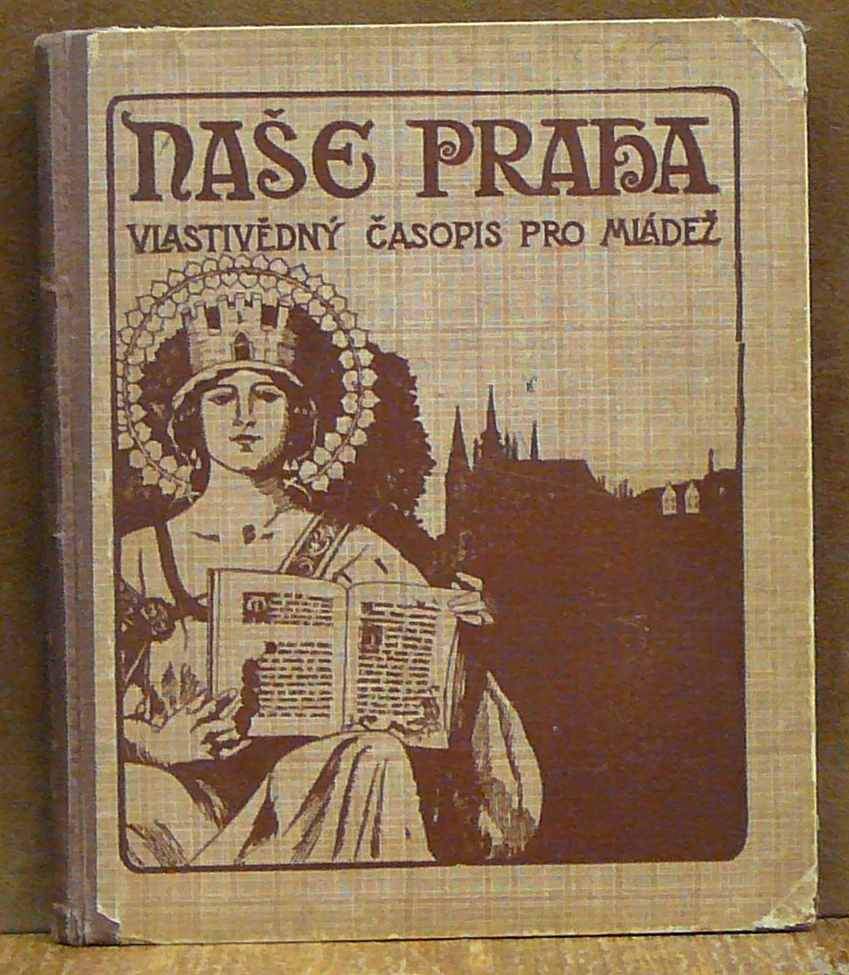 NAŠE PRAHA
VLASTIVĚDNÝ ČASOPIS PRO MLÁDEŽ